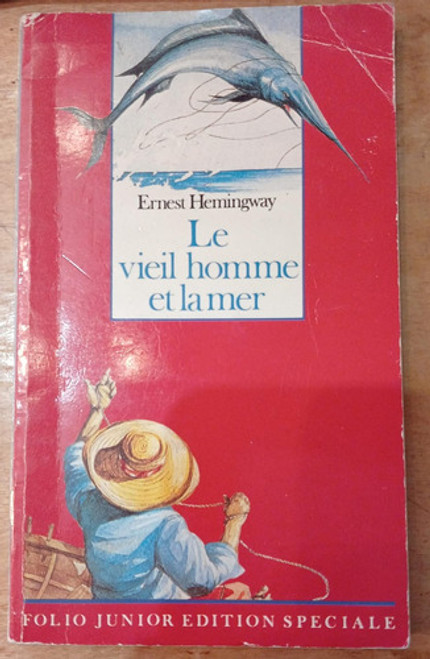 Ernest Hemingway
Le
vieil homme
et la mer
FOLIO JUNIOR EDITION SPECIALE